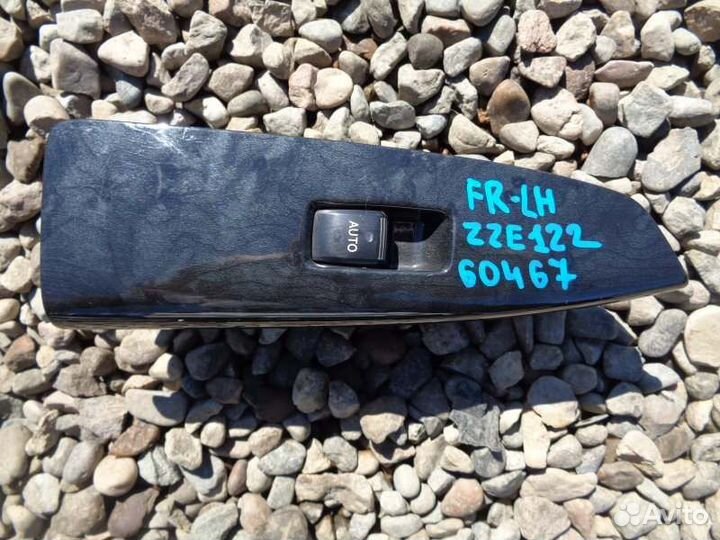 AUTO
FR-LH
ZZE122
60467
Avito